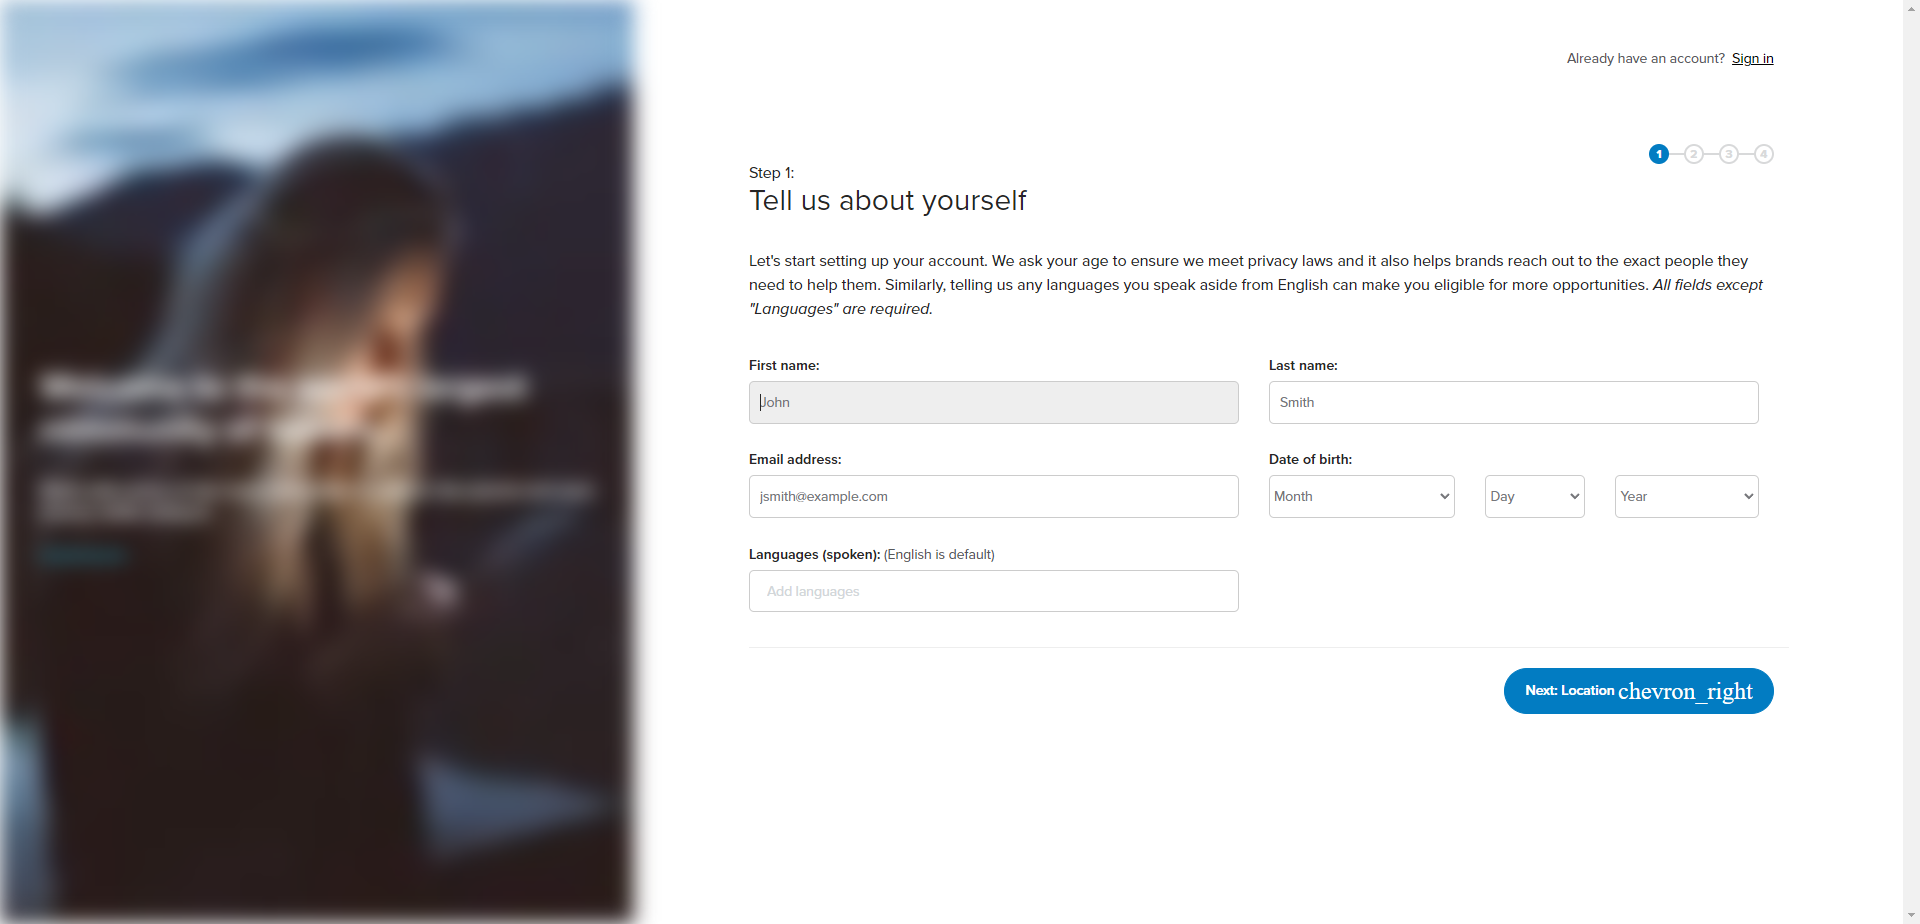 Already have an account? Sign in
1 2 3 4
Step 1:
Tell us about yourself
Let's start setting up your account. We ask your age to ensure we meet privacy laws and it also helps brands reach out to the exact people they
need to help them. Similarly, telling us any languages you speak aside from English can make you eligible for more opportunities. All fields except
"Languages" are required.
First name:
Last name:
John
Smith
Email address:
Date of birth:
jsmith@example.com
Month
Day
Year
Languages (spoken): (English is default)
Add languages
Next: Location chevron_right